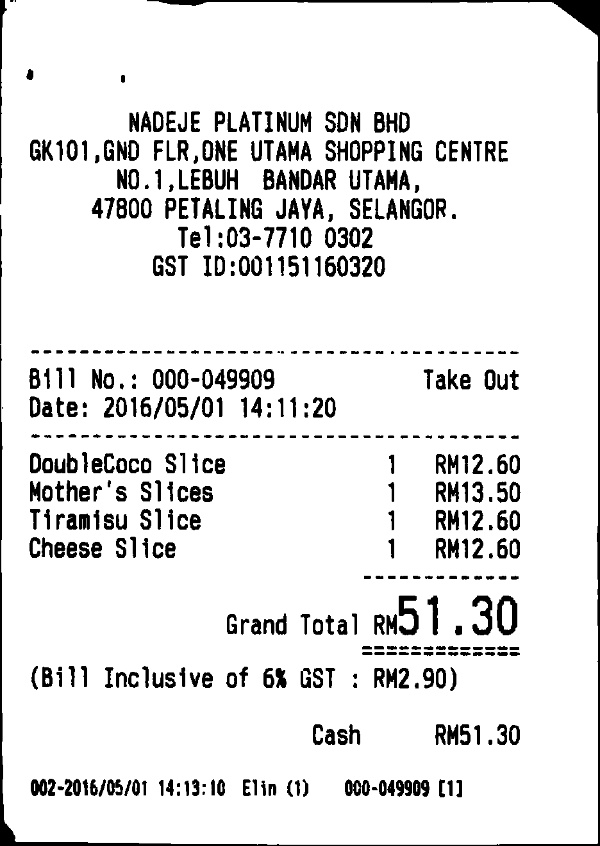 NADEJE PLATINUM SDN BHD
GK101,GND FLR,ONE UTAMA SHOPPING CENTRE
NO.1,LEBUH BANDAR UTAMA,
47800 PETALING JAYA, SELANGOR.
Tel:03-7710 0302
GST ID:001151160320
Bill No.: 000-049909 Take Out
Date: 2016/05/01 14:11:20
DoubleCoco Slice 1 RM12.60
Mother's Slices 1 RM13.50
Tiramisu Slice 1 RM12.60
Cheese Slice 1 RM12.60
Grand Total RM51.30
(Bill Inclusive of 6% GST : RM2.90)
Cash RM51.30
002-2016/05/01 14:13:10 Elin (1) 000-049909 [1]